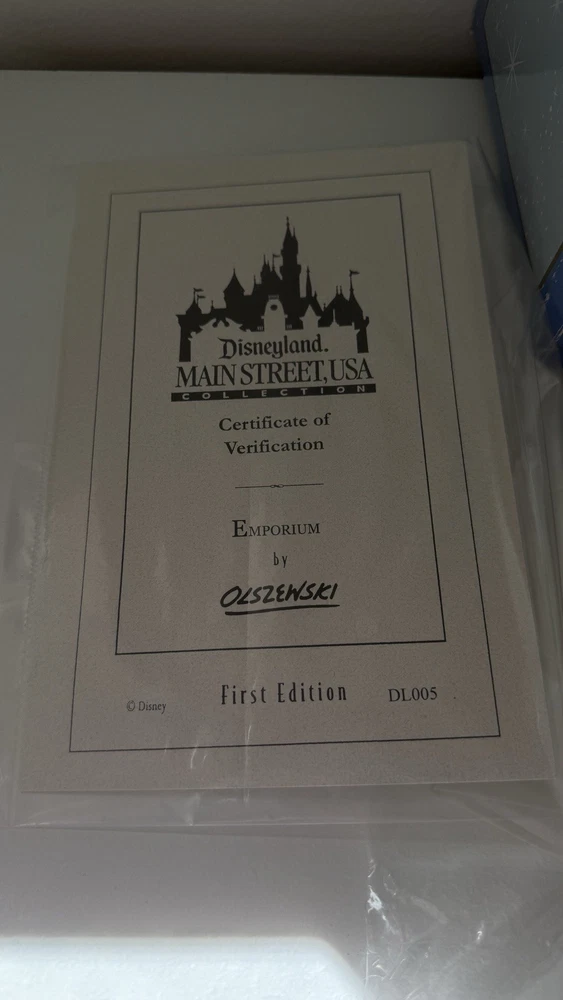 Disneyland.
MAIN STREET, USA
COLLECTION
Certificate of
Verification
EMPORIUM
by
OLSZEWSKI
© Disney First Edition DL005